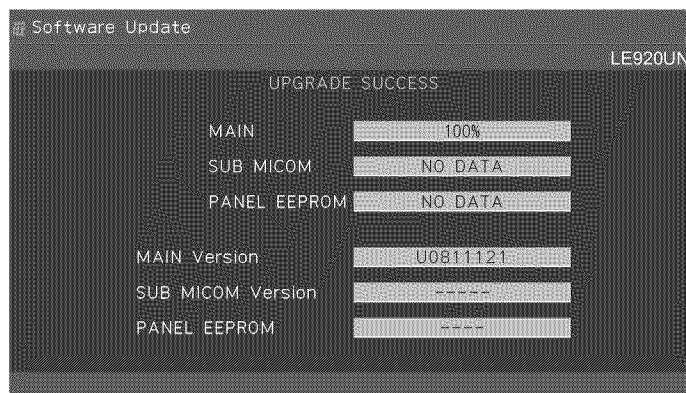 Software Update
LE920UN
UPGRADE SUCCESS
MAIN 100%
SUB MICOM NO DATA
PANEL EEPROM NO DATA
MAIN Version U0811121
SUB MICOM Version -----
PANEL EEPROM ----